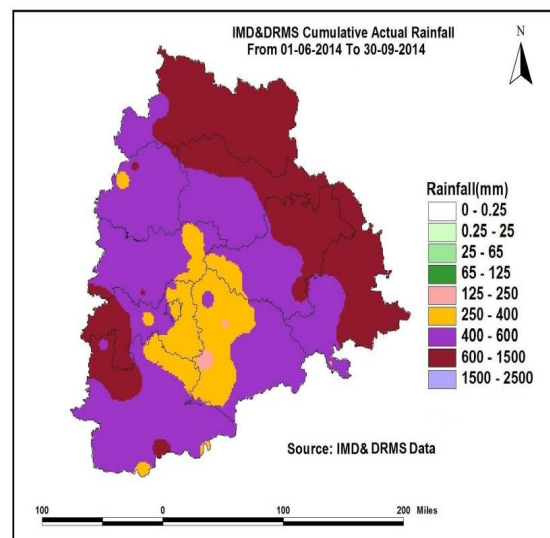 IMD&DRMS Cumulative Actual Rainfall
From 01-06-2014 To 30-09-2014
N
Rainfall(mm)
0 - 0.25
0.25 - 25
25 - 65
65 - 125
125 - 250
250 - 400
400 - 600
600 - 1500
1500 - 2500
Source: IMD& DRMS Data
100 0 100 200 Miles